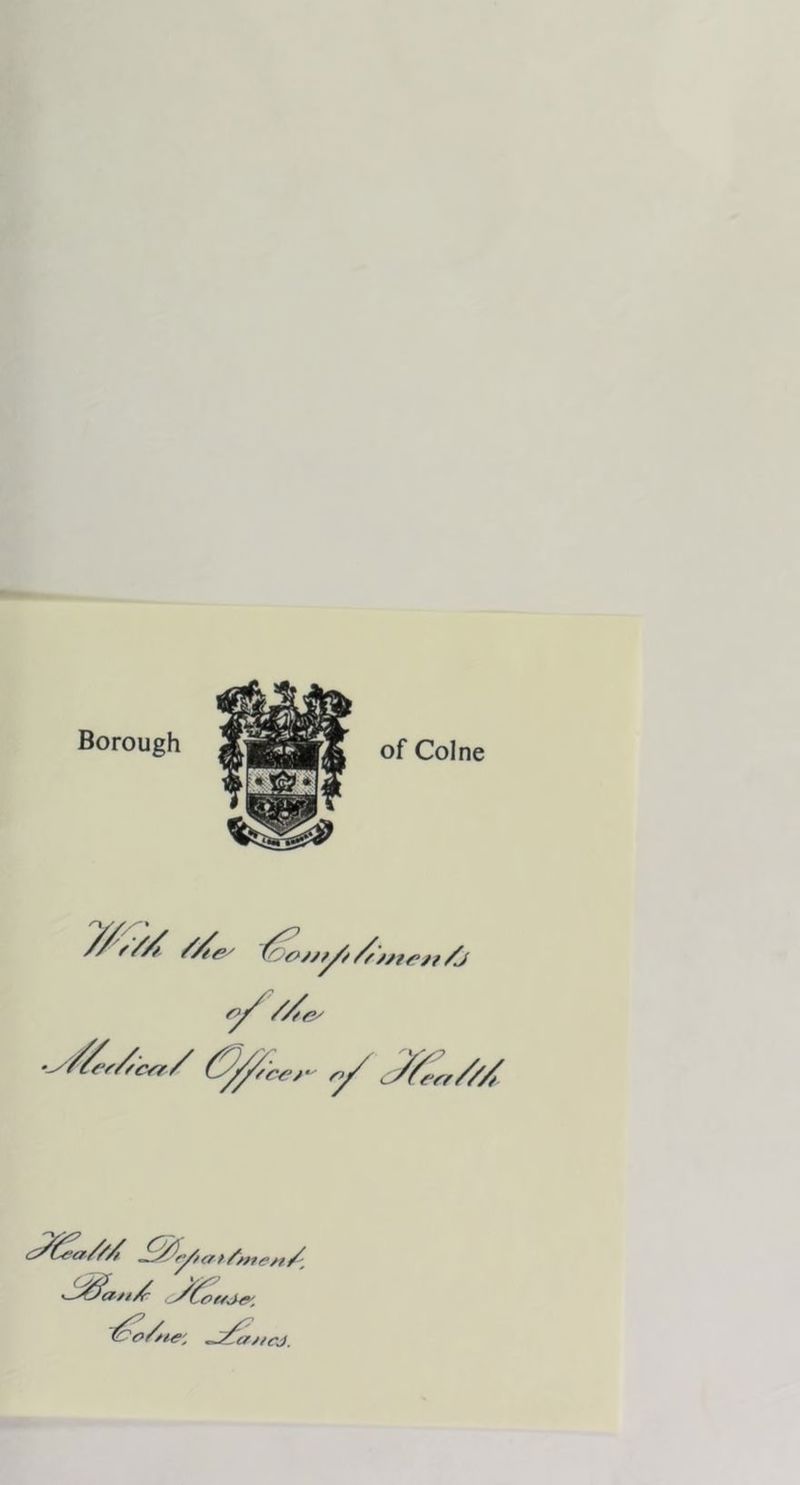 Borough of Colne
With the Compliments
of the
Medical Officer of Health
Health Department,
Bank House,
Colne, Lancs.